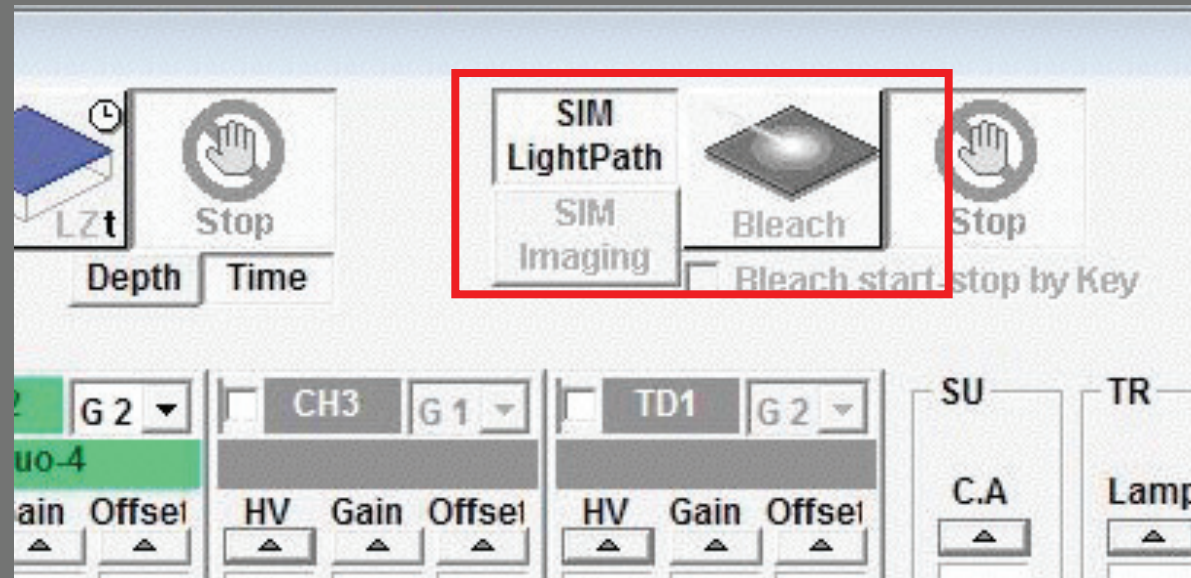 LZt
Stop
Depth
Time
SIM
LightPath
SIM
Imaging
Bleach
Stop
Bleach start-stop by Key
2
G 2
CH3
G 1
TD1
G 2
SU
TR
uo-4
ain
Offset
HV
Gain
Offset
HV
Gain
Offset
C.A
Lamp